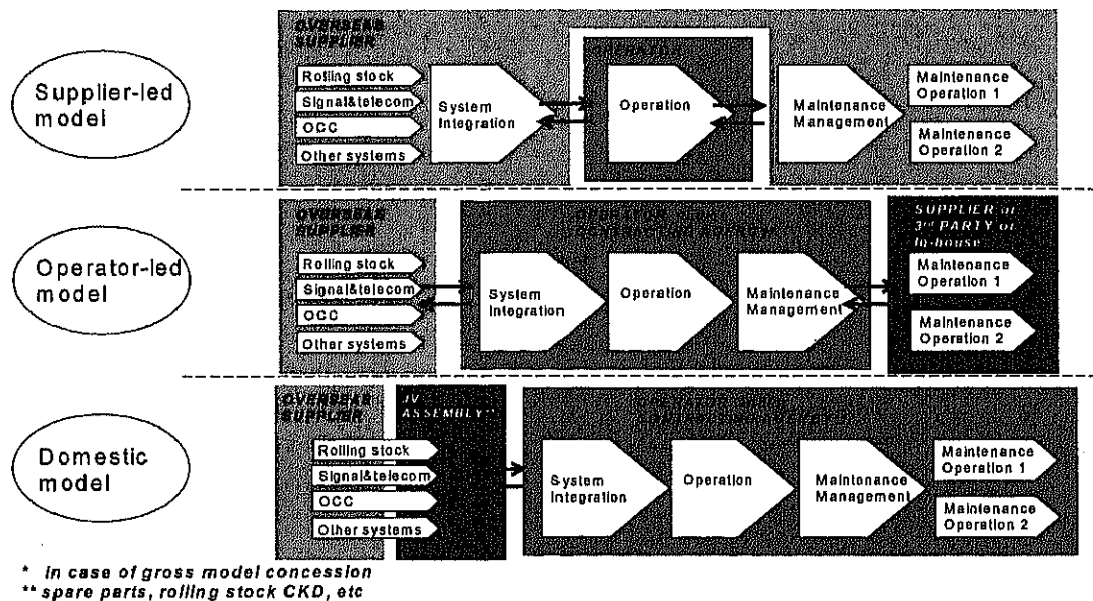 OVERSEAS
SUPPLIER
OPERATOR
Supplier-led
model
Rolling stock
Signal&telecom
OCC
Other systems
System
Integration
Operation
Maintenance
Management
Maintenance
Operation 1
Maintenance
Operation 2
Operator-led
model
OVERSEAS
SUPPLIER
Rolling stock
Signal&telecom
OCC
Other systems
OPERATOR
System
Integration
Operation
Maintenance
Management
SUPPLIER or
3rd PARTY or
In-house
Maintenance
Operation 1
Maintenance
Operation 2
Domestic
model
OVERSEAS
SUPPLIER
JV
ASSEMBLY**
Rolling stock
Signal&telecom
OCC
Other systems
System
Integration
Operation
Maintenance
Management
Maintenance
Operation 1
Maintenance
Operation 2
* in case of gross model concession
** spare parts, rolling stock CKD, etc